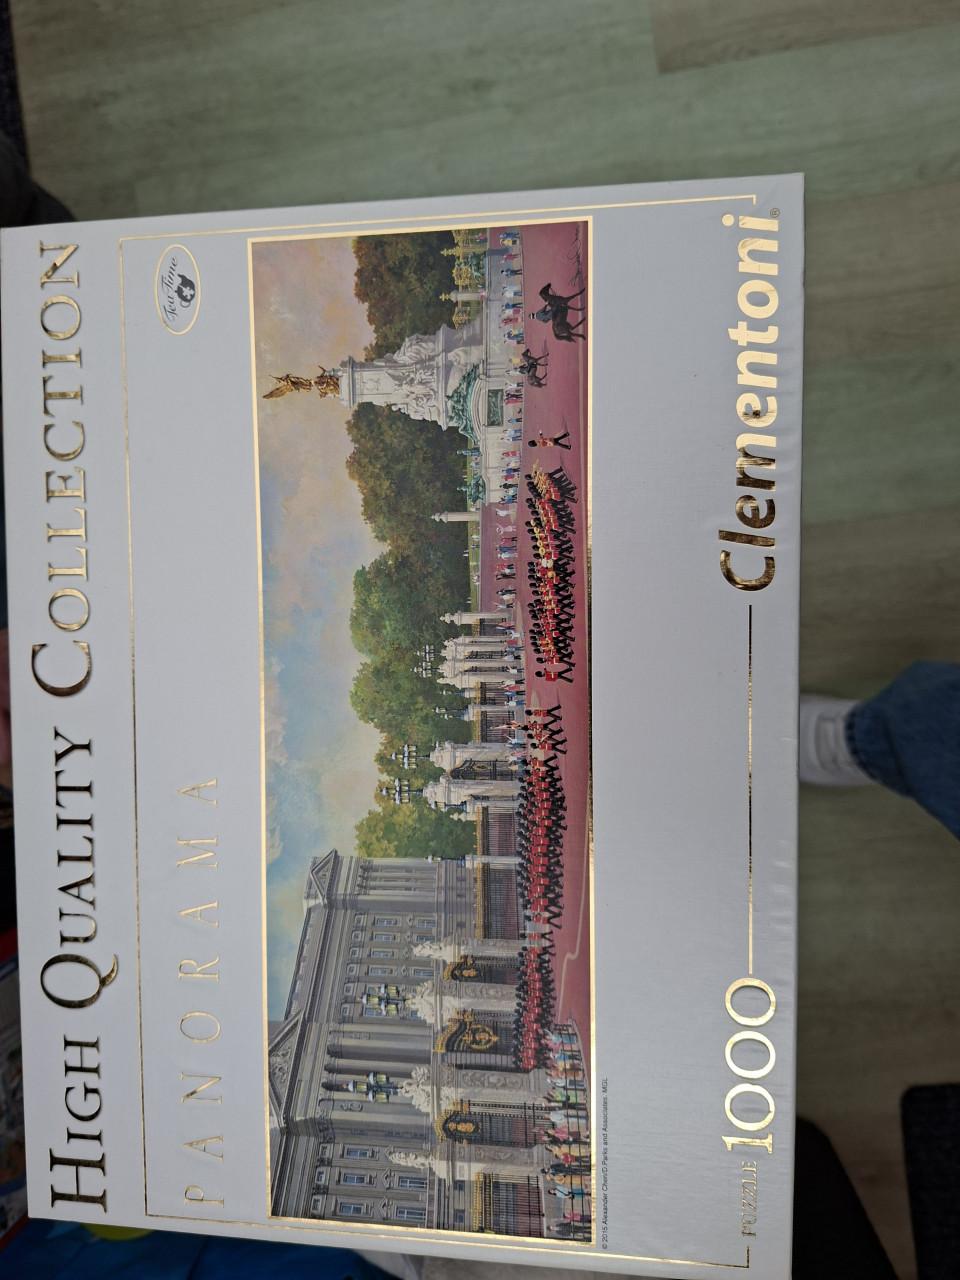 HIGH QUALITY COLLECTION
PANORAMA
Tea Time
© 2015 Alexander Chen/D.Parks and Associates. MGL
PUZZLE 1000
Clementoni®